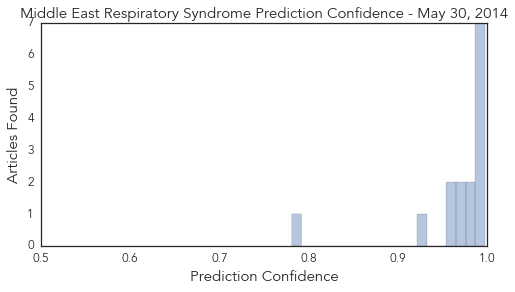 Middle East Respiratory Syndrome Prediction Confidence - May 30, 2014
7
6
5
4
3
2
1
0
Articles Found
0.5 0.6 0.7 0.8 0.9 1.0
Prediction Confidence